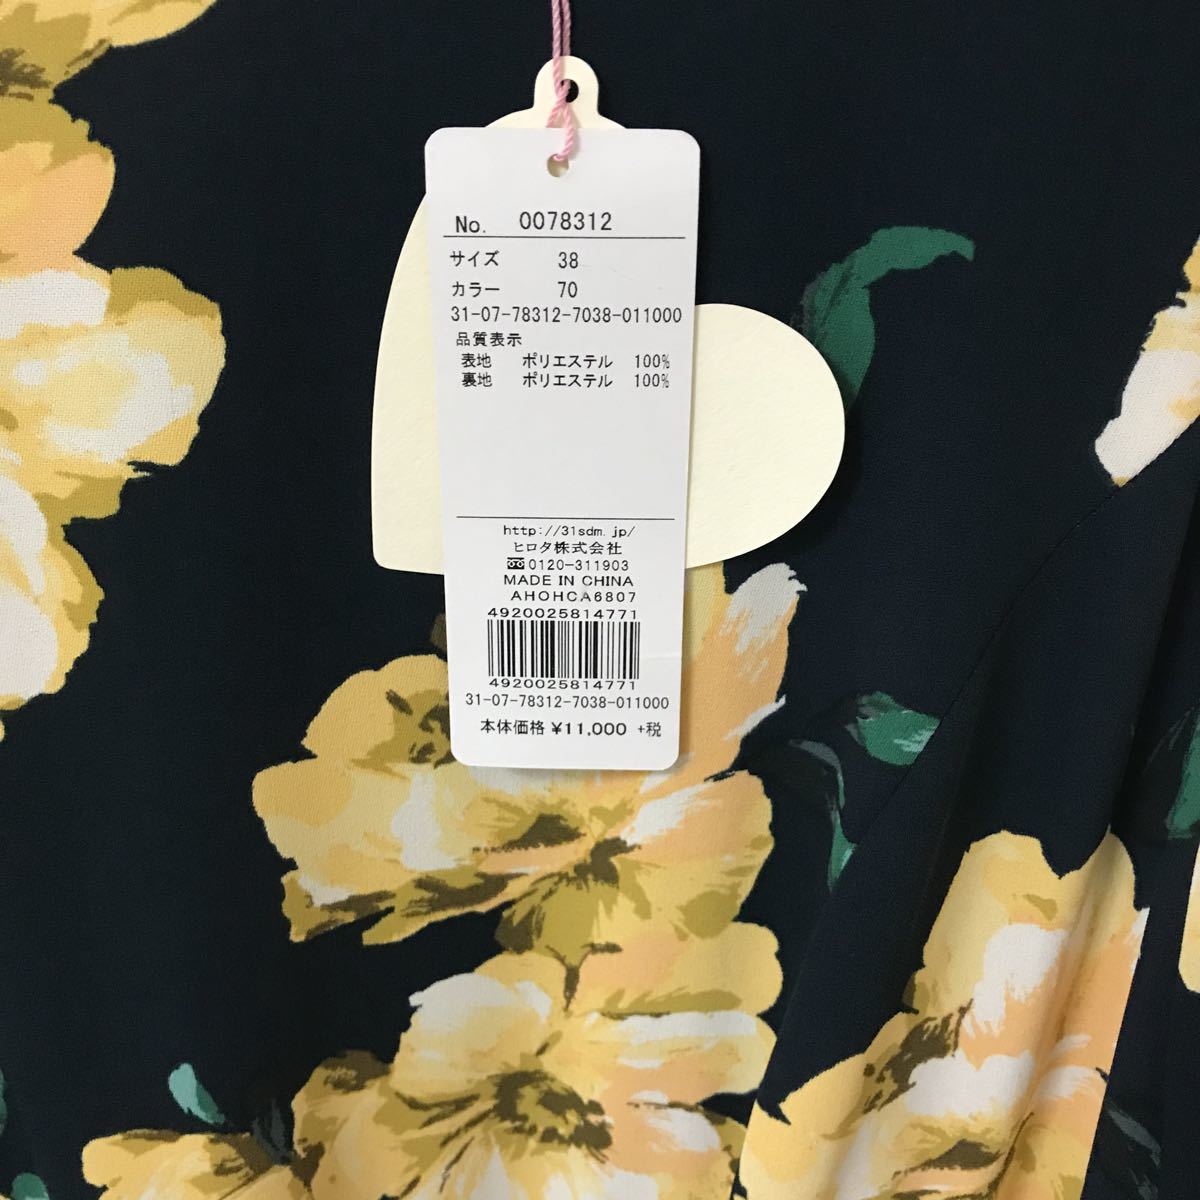 No. 0078312
サイズ 38
カラー 70
31-07-78312-7038-011000
品質表示
表地 ポリエステル 100%
裏地 ポリエステル 100%
http://31sdm.jp/
ヒロタ株式会社
0120-311903
MADE IN CHINA
AHOHCA6807
4920025814771
4920025814771
31-07-78312-7038-011000
本体価格 ¥11,000 +税